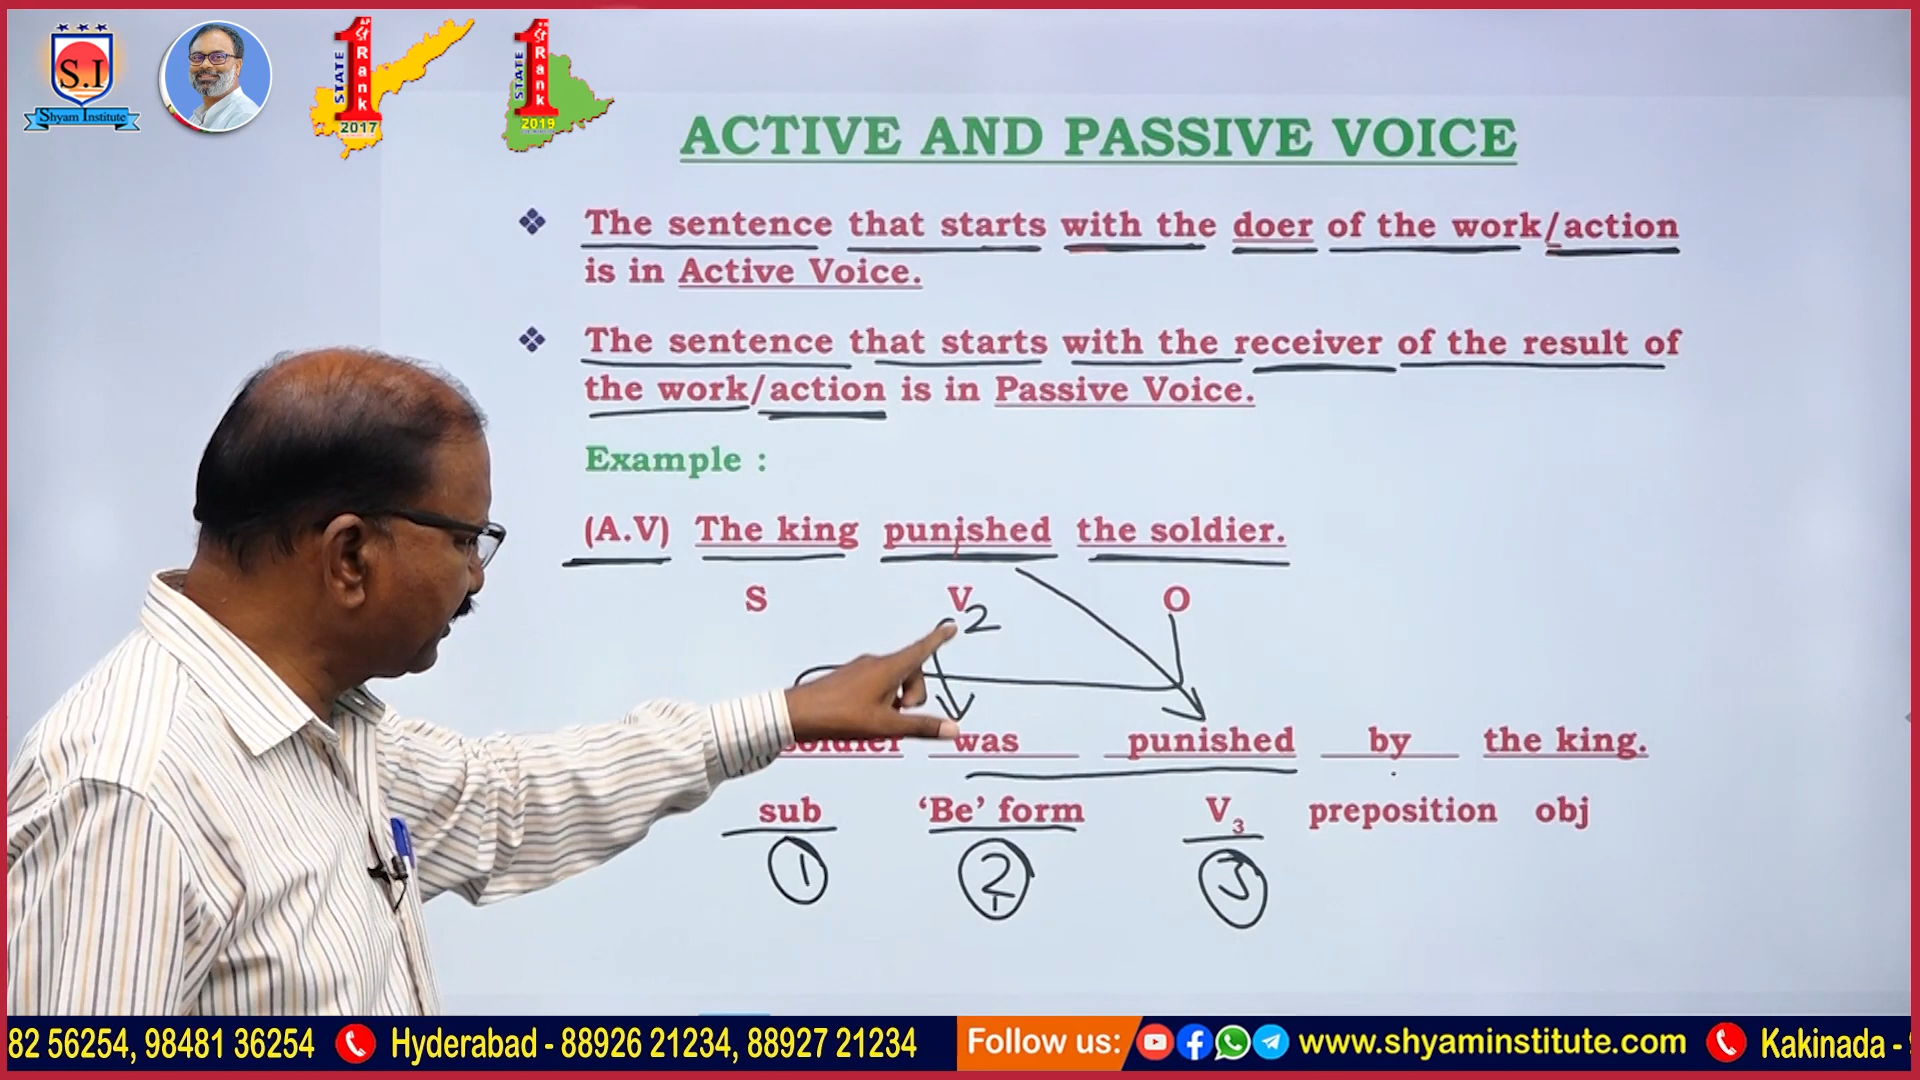 S.I
Shyam Institute
STATE 1st Rank 2017
STATE 1st Rank 2019
ACTIVE AND PASSIVE VOICE
❖ The sentence that starts with the doer of the work/action
is in Active Voice.
❖ The sentence that starts with the receiver of the result of
the work/action is in Passive Voice.
Example :
(A.V) The king punished the soldier.
S V2 O
soldier was punished by the king.
sub 'Be' form V3 preposition obj
1 2 3
82 56254, 98481 36254 Hyderabad - 88926 21234, 88927 21234 Follow us: www.shyaminstitute.com Kakinada -